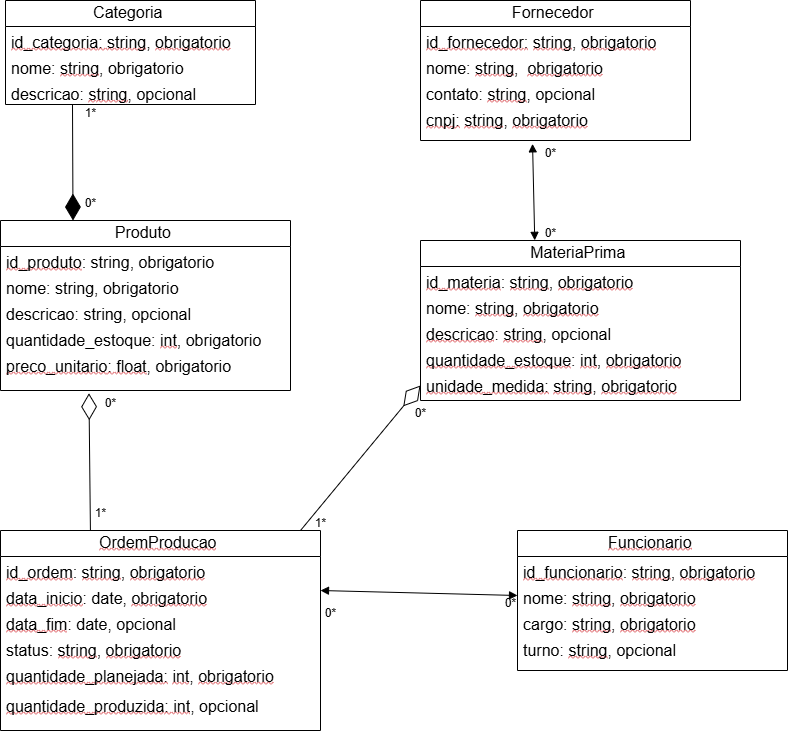 Categoria
id_categoria: string, obrigatorio
nome: string, obrigatorio
descricao: string, opcional
1*
0*
Fornecedor
id_fornecedor: string, obrigatorio
nome: string,  obrigatorio
contato: string, opcional
cnpj: string, obrigatorio
0*
0*
Produto
id_produto: string, obrigatorio
nome: string, obrigatorio
descricao: string, opcional
quantidade_estoque: int, obrigatorio
preco_unitario: float, obrigatorio
0*
1*
MateriaPrima
id_materia: string, obrigatorio
nome: string, obrigatorio
descricao: string, opcional
quantidade_estoque: int, obrigatorio
unidade_medida: string, obrigatorio
0*
1*
OrdemProducao
id_ordem: string, obrigatorio
data_inicio: date, obrigatorio
data_fim: date, opcional
status: string, obrigatorio
quantidade_planejada: int, obrigatorio
quantidade_produzida: int, opcional
0*
0*
Funcionario
id_funcionario: string, obrigatorio
nome: string, obrigatorio
cargo: string, obrigatorio
turno: string, opcional